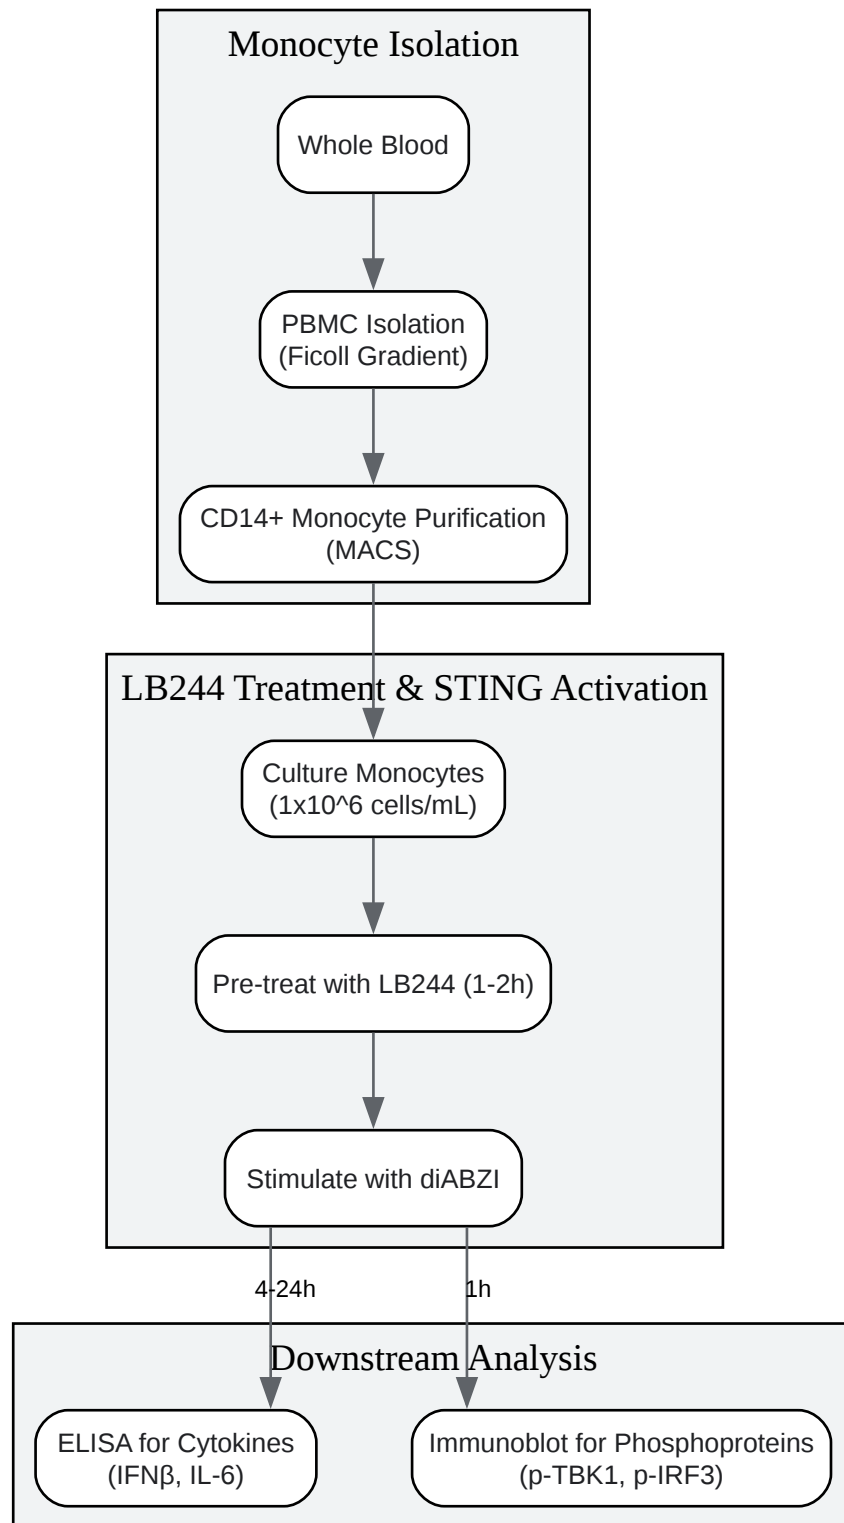 Monocyte Isolation
Whole Blood
PBMC Isolation
(Ficoll Gradient)
CD14+ Monocyte Purification
(MACS)
LB244 Treatment & STING Activation
Culture Monocytes
(1x10^6 cells/mL)
Pre-treat with LB244 (1-2h)
Stimulate with diABZI
4-24h
1h
Downstream Analysis
ELISA for Cytokines
(IFNβ, IL-6)
Immunoblot for Phosphoproteins
(p-TBK1, p-IRF3)